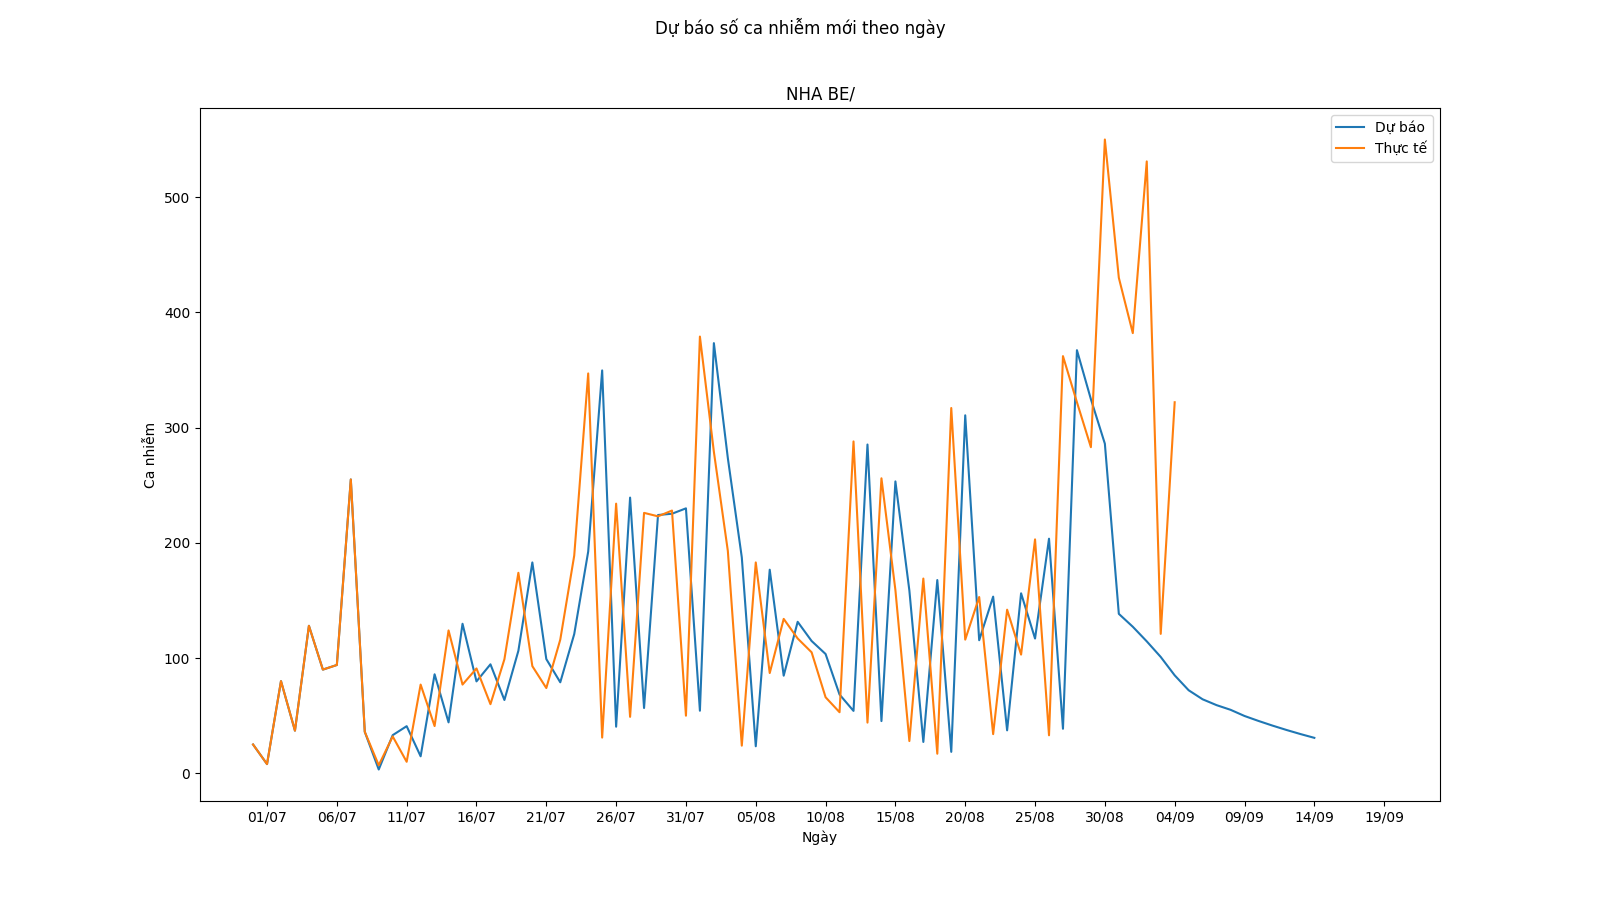 Dự báo số ca nhiễm mới theo ngày
NHA BE/
Dự báo
Thực tế
500
400
300
200
100
0
Ca nhiễm
01/07 06/07 11/07 16/07 21/07 26/07 31/07 05/08 10/08 15/08 20/08 25/08 30/08 04/09 09/09 14/09 19/09
Ngày